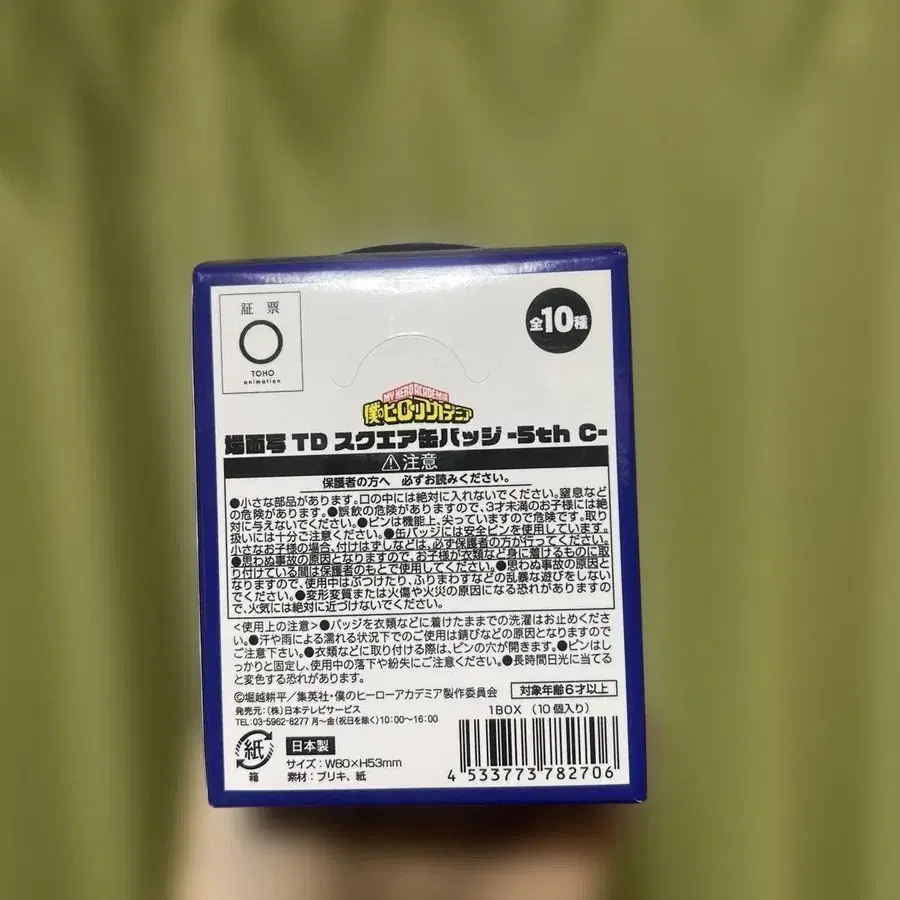 証 票
TOHO
animation
全10種
MY HERO ACADEMIA
僕のヒーローアカデミア
場面写 TD スクエア缶バッジ -5th C-
⚠注意
保護者の方へ 必ずお読みください。
●小さな部品があります。口の中には絶対に入れないでください。窒息など
の危険があります。●誤飲の危険がありますので、3才未満のお子様には絶
対に与えないでください。●ピンは機能上、尖っていますので危険です。取り
扱いには十分ご注意ください。●缶バッジには安全ピンを使用しています。
小さなお子様の場合、付けはずしなどは、必ず保護者の方が行ってください。
●思わぬ事故の原因となりますので、お子様が衣類など身に着けるものに取
り付けている間は保護者のもとで使用してください。●思わぬ事故の原因と
なりますので、使用中はぶつけたり、ふりまわすなどの乱暴な遊びをしない
でください。●変形変質または火傷や火災の原因になる恐れがありますの
で、火気には絶対に近づけないでください。
<使用上の注意>●バッジを衣類などに着けたままでの洗濯はお止めくださ
い。●汗や雨による濡れる状況下でのご使用は錆びなどの原因となりますので
ご注意下さい。●衣類などに取り付ける際は、ピンの穴が開きます。●ピンはし
っかりと固定し、使用中の落下や紛失にご注意ください。●長時間日光に当てる
と変色する恐れがあります。
©堀越耕平／集英社・僕のヒーローアカデミア製作委員会
対象年齢6才以上
発売元：(株)日本テレビサービス
1BOX （10個入り）
TEL:03-5962-8277 月〜金(祝日を除く)10:00〜16:00
紙
箱
日本製
サイズ：W80×H53mm
素材：ブリキ、紙
4 533773 782706